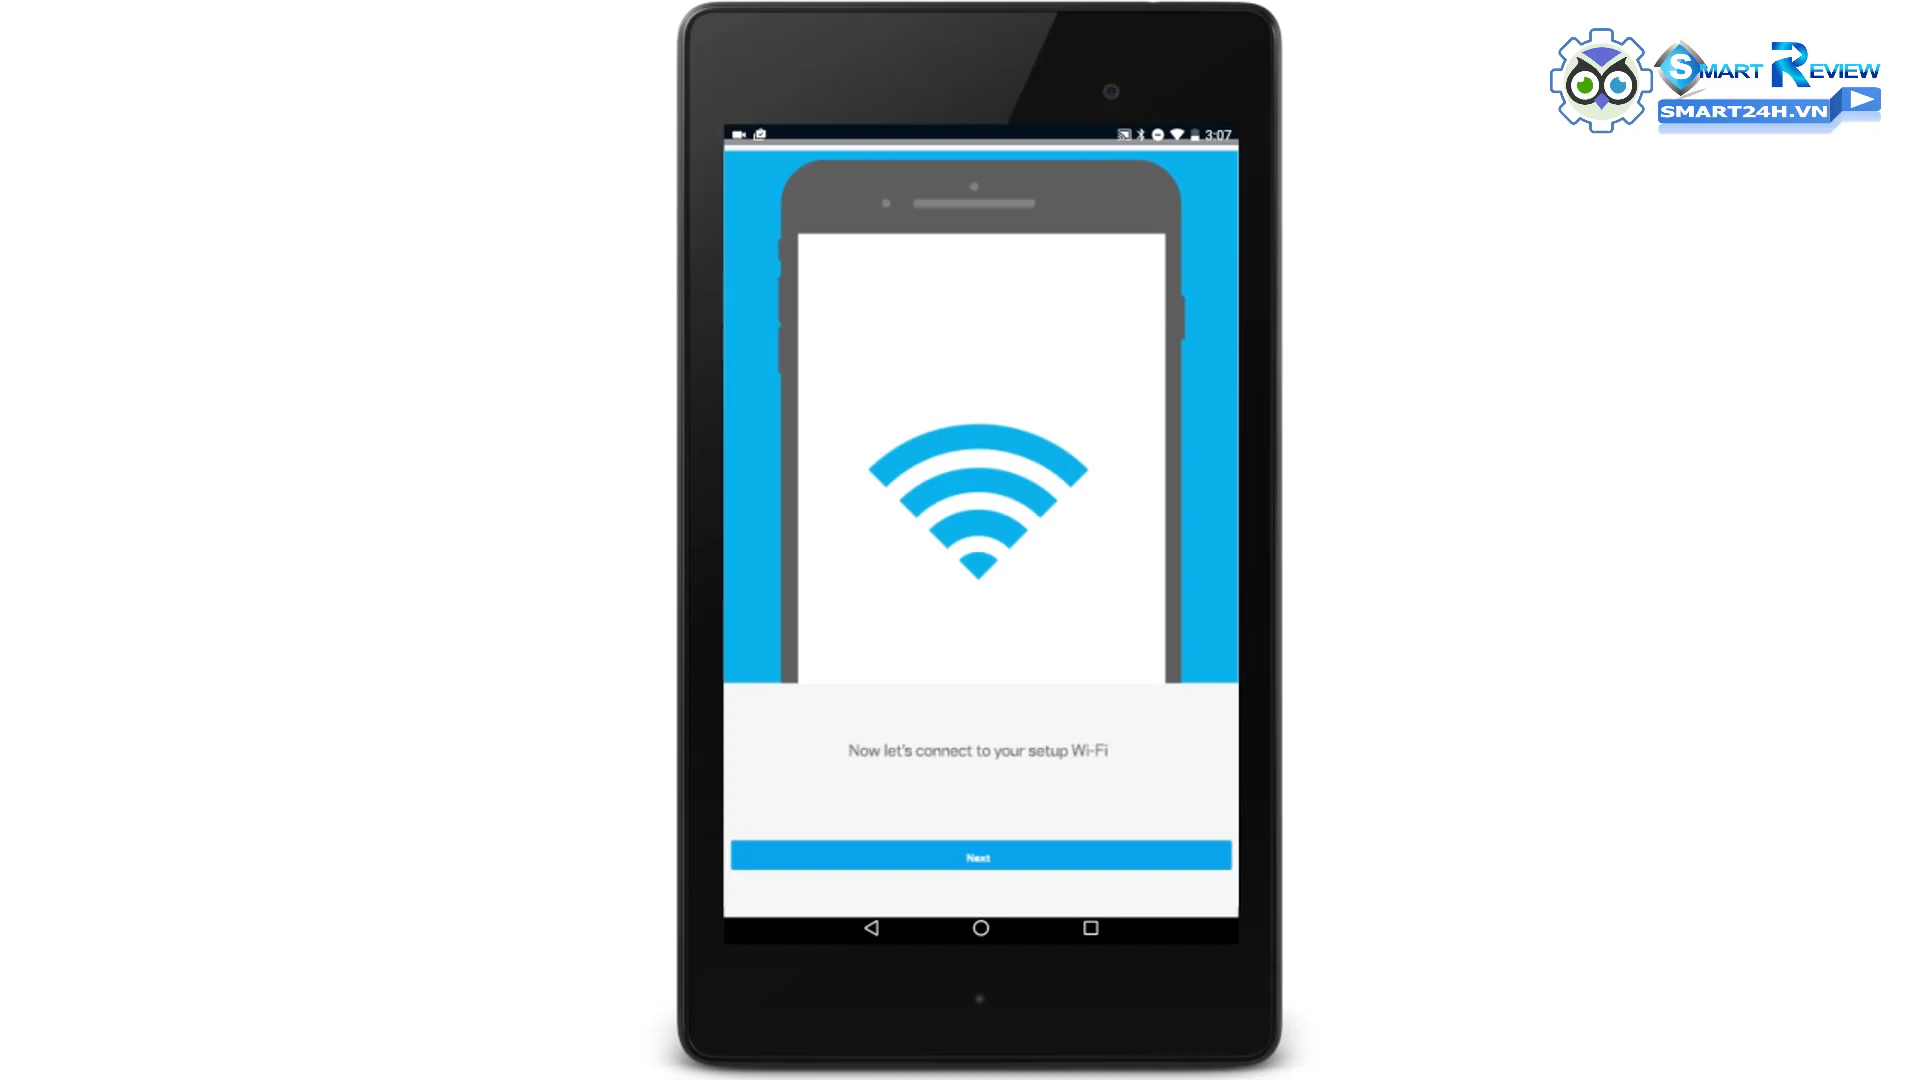 SMART REVIEW
SMART24H.VN
3:07
Now let's connect to your setup Wi-Fi
Next